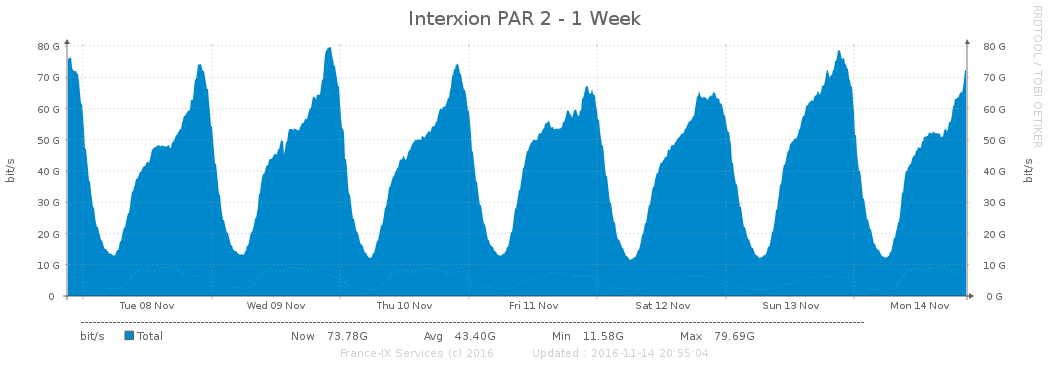 Interxion PAR 2 - 1 Week
RRDTOOL / TOBI OETIKER
bit/s
bit/s
80 G
70 G
60 G
50 G
40 G
30 G
20 G
10 G
0
80 G
70 G
60 G
50 G
40 G
30 G
20 G
10 G
0 G
Tue 08 Nov Wed 09 Nov Thu 10 Nov Fri 11 Nov Sat 12 Nov Sun 13 Nov Mon 14 Nov
bit/s Total Now 73.78G Avg 43.40G Min 11.58G Max 79.69G
France-IX Services (c) 2016 Updated : 2016-11-14 20:55:04